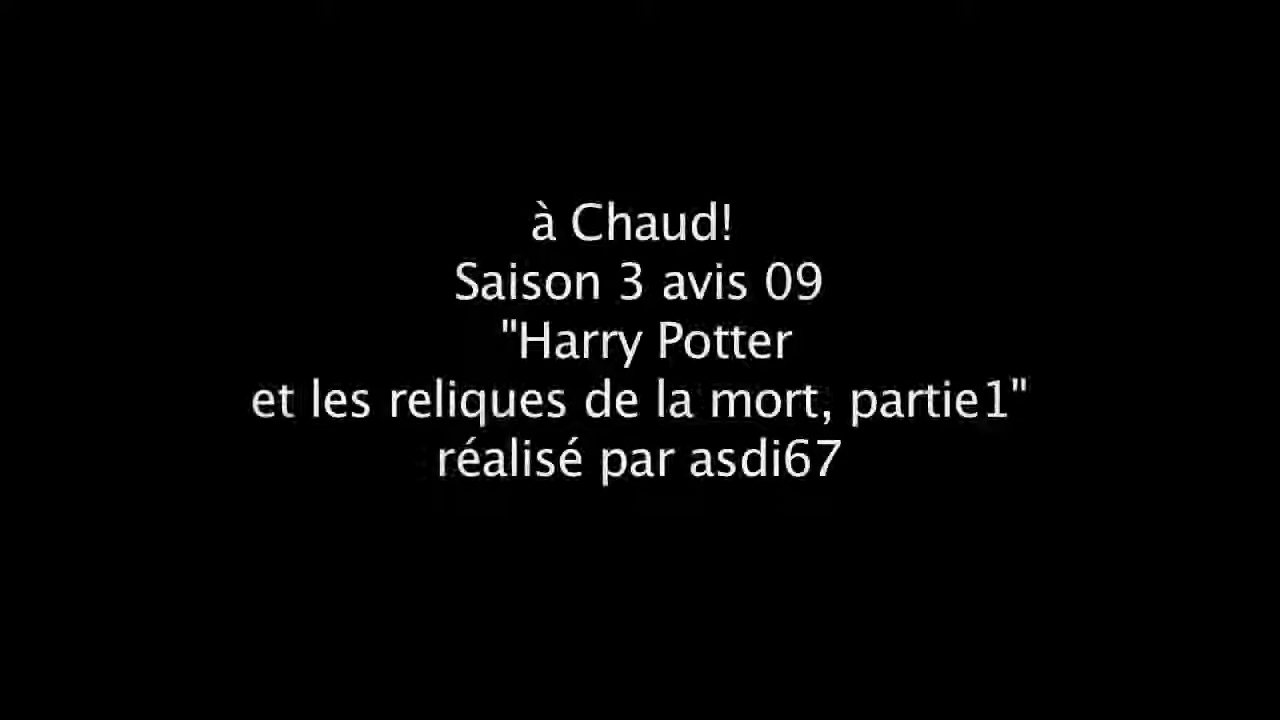 à Chaud!
Saison 3 avis 09
"Harry Potter
et les reliques de la mort, partie1"
réalisé par asdi67